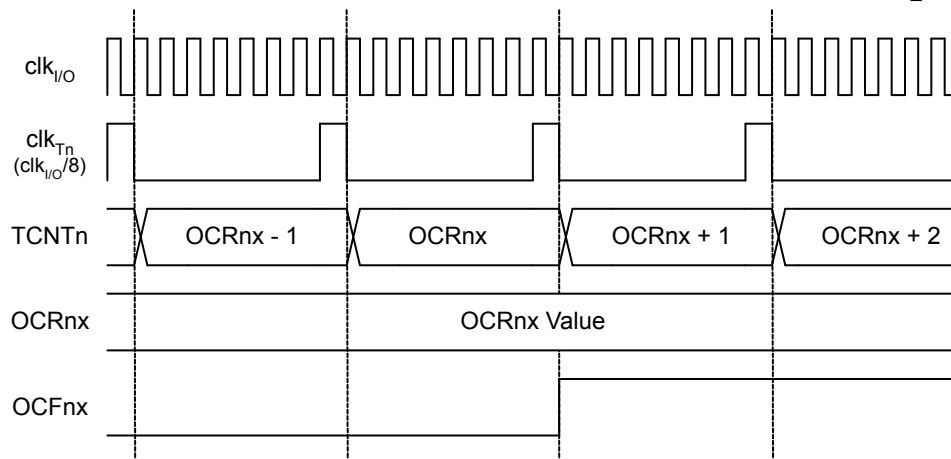 clk_I/O
clk_Tn
(clk_I/O/8)
TCNTn OCRnx - 1 OCRnx OCRnx + 1 OCRnx + 2
OCRnx OCRnx Value
OCFnx